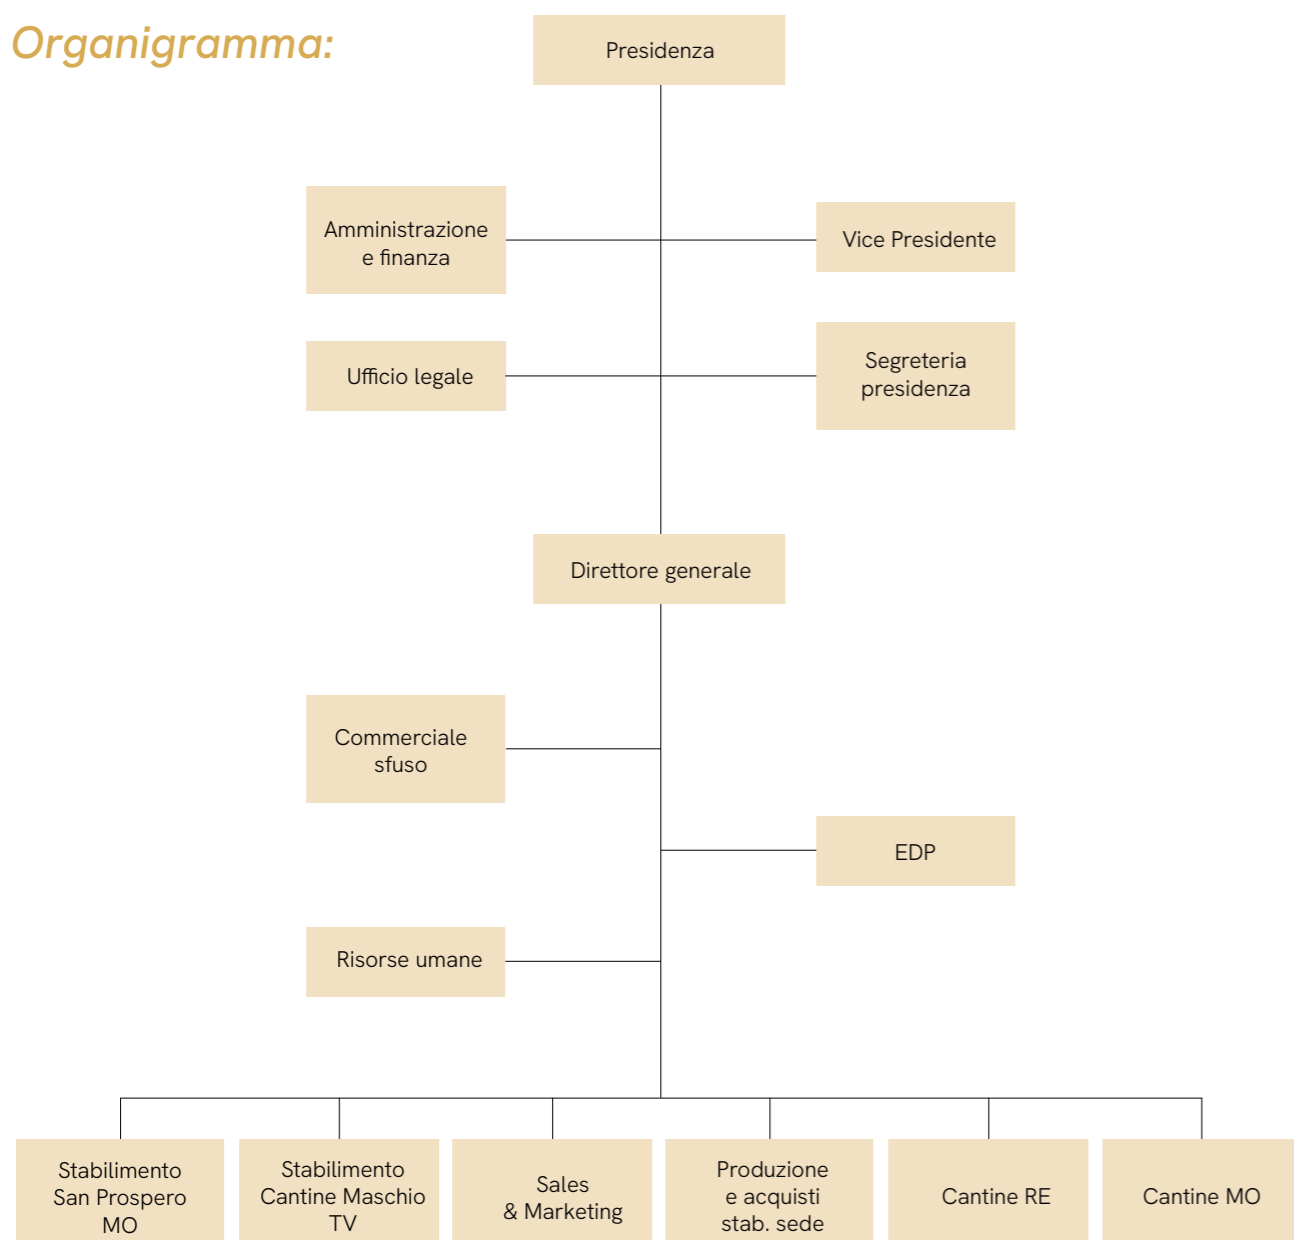 Organigramma:
Presidenza
Amministrazione
e finanza
Vice Presidente
Ufficio legale
Segreteria
presidenza
Direttore generale
Commerciale
sfuso
EDP
Risorse umane
Stabilimento
San Prospero
MO
Stabilimento
Cantine Maschio
TV
Sales
& Marketing
Produzione
e acquisti
stab. sede
Cantine RE
Cantine MO